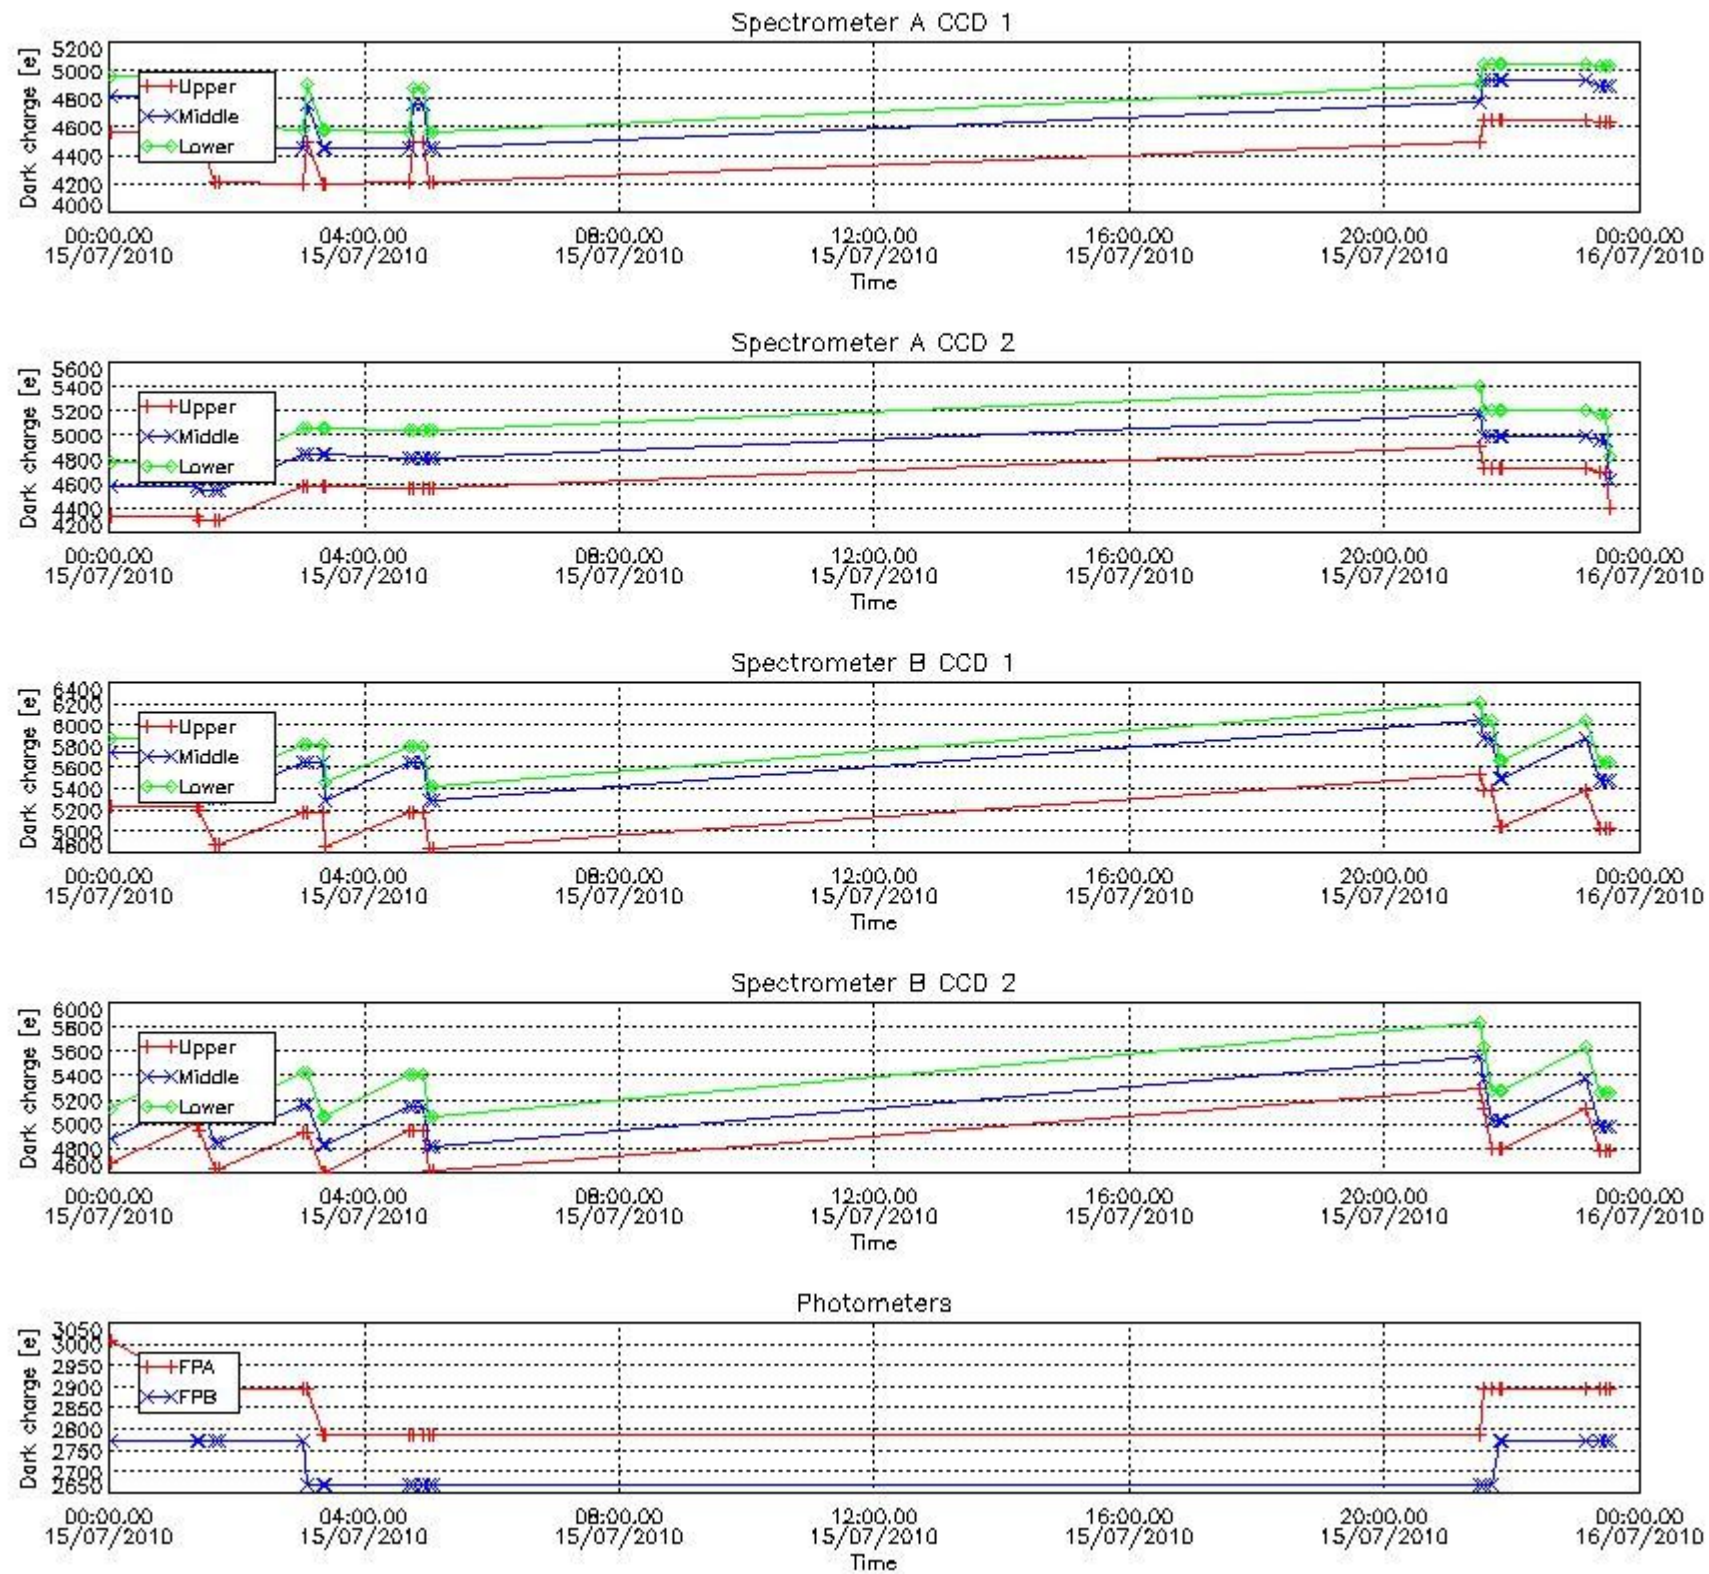 Spectrometer A CCD 1
Dark charge [e]
5200
5000
4800
4600
4400
4200
4000
Upper
Middle
Lower
00:00.00 04:00.00 08:00.00 12:00.00 16:00.00 20:00.00 00:00.00
15/07/2010 15/07/2010 15/07/2010 15/07/2010 15/07/2010 15/07/2010 16/07/2010
Time
Spectrometer A CCD 2
Dark charge [e]
5600
5400
5200
5000
4800
4600
4400
4200
Upper
Middle
Lower
00:00.00 04:00.00 08:00.00 12:00.00 16:00.00 20:00.00 00:00.00
15/07/2010 15/07/2010 15/07/2010 15/07/2010 15/07/2010 15/07/2010 16/07/2010
Time
Spectrometer B CCD 1
Dark charge [e]
6400
6200
6000
5800
5600
5400
5200
5000
4800
Upper
Middle
Lower
00:00.00 04:00.00 08:00.00 12:00.00 16:00.00 20:00.00 00:00.00
15/07/2010 15/07/2010 15/07/2010 15/07/2010 15/07/2010 15/07/2010 16/07/2010
Time
Spectrometer B CCD 2
Dark charge [e]
6000
5800
5600
5400
5200
5000
4800
4600
Upper
Middle
Lower
00:00.00 04:00.00 08:00.00 12:00.00 16:00.00 20:00.00 00:00.00
15/07/2010 15/07/2010 15/07/2010 15/07/2010 15/07/2010 15/07/2010 16/07/2010
Time
Photometers
Dark charge [e]
3050
3000
2950
2900
2850
2800
2750
2700
2650
FPA
FPB
00:00.00 04:00.00 08:00.00 12:00.00 16:00.00 20:00.00 00:00.00
15/07/2010 15/07/2010 15/07/2010 15/07/2010 15/07/2010 15/07/2010 16/07/2010
Time